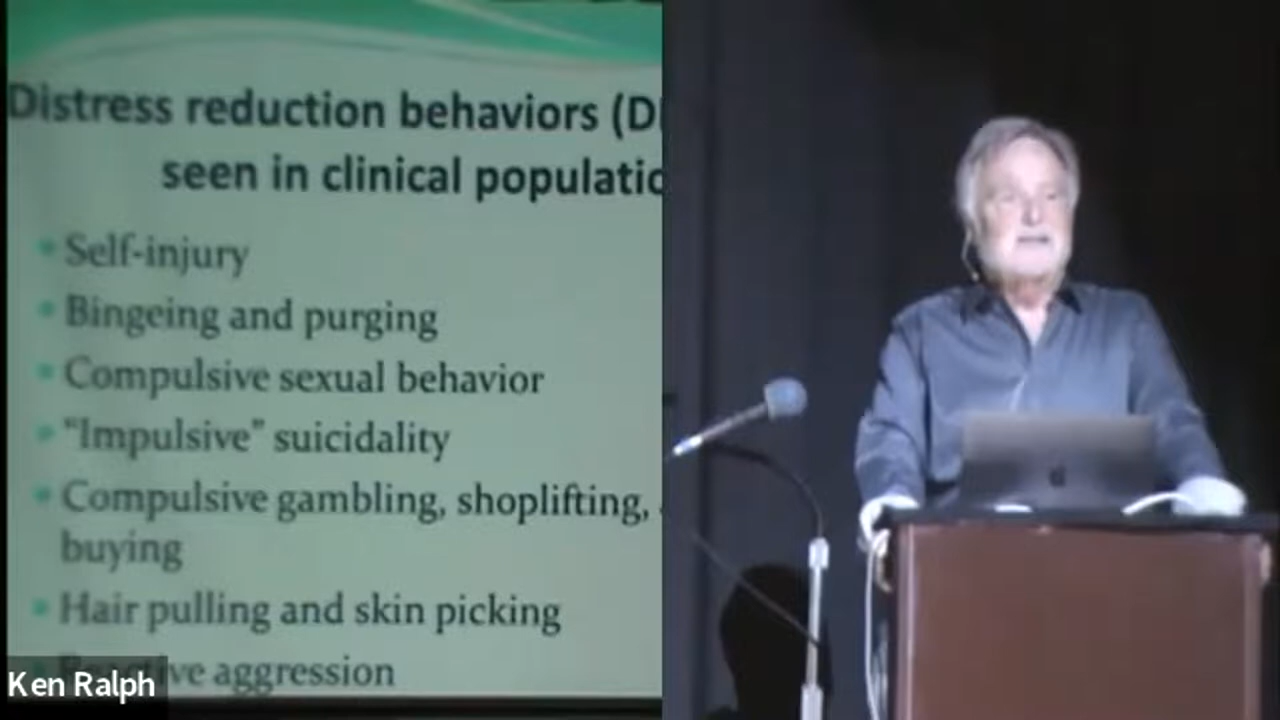 Distress reduction behaviors
seen in clinical
Self-injury
Bingeing and purging
Compulsive sexual behavior
"Impulsive" suicidality
Compulsive gambling, shoplifting,
buying
Hair pulling and skin picking
aggression
Ken Ralph